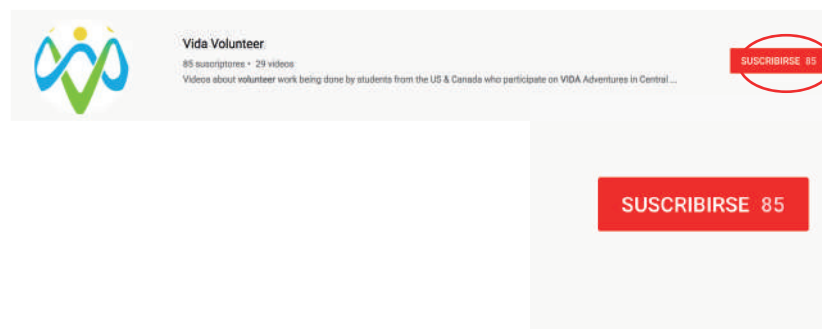 Vida Volunteer
85 suscriptores • 29 videos
Videos about volunteer work being done by students from the US & Canada who participate on VIDA Adventures in Central ...
SUSCRIBIRSE 85
SUSCRIBIRSE 85